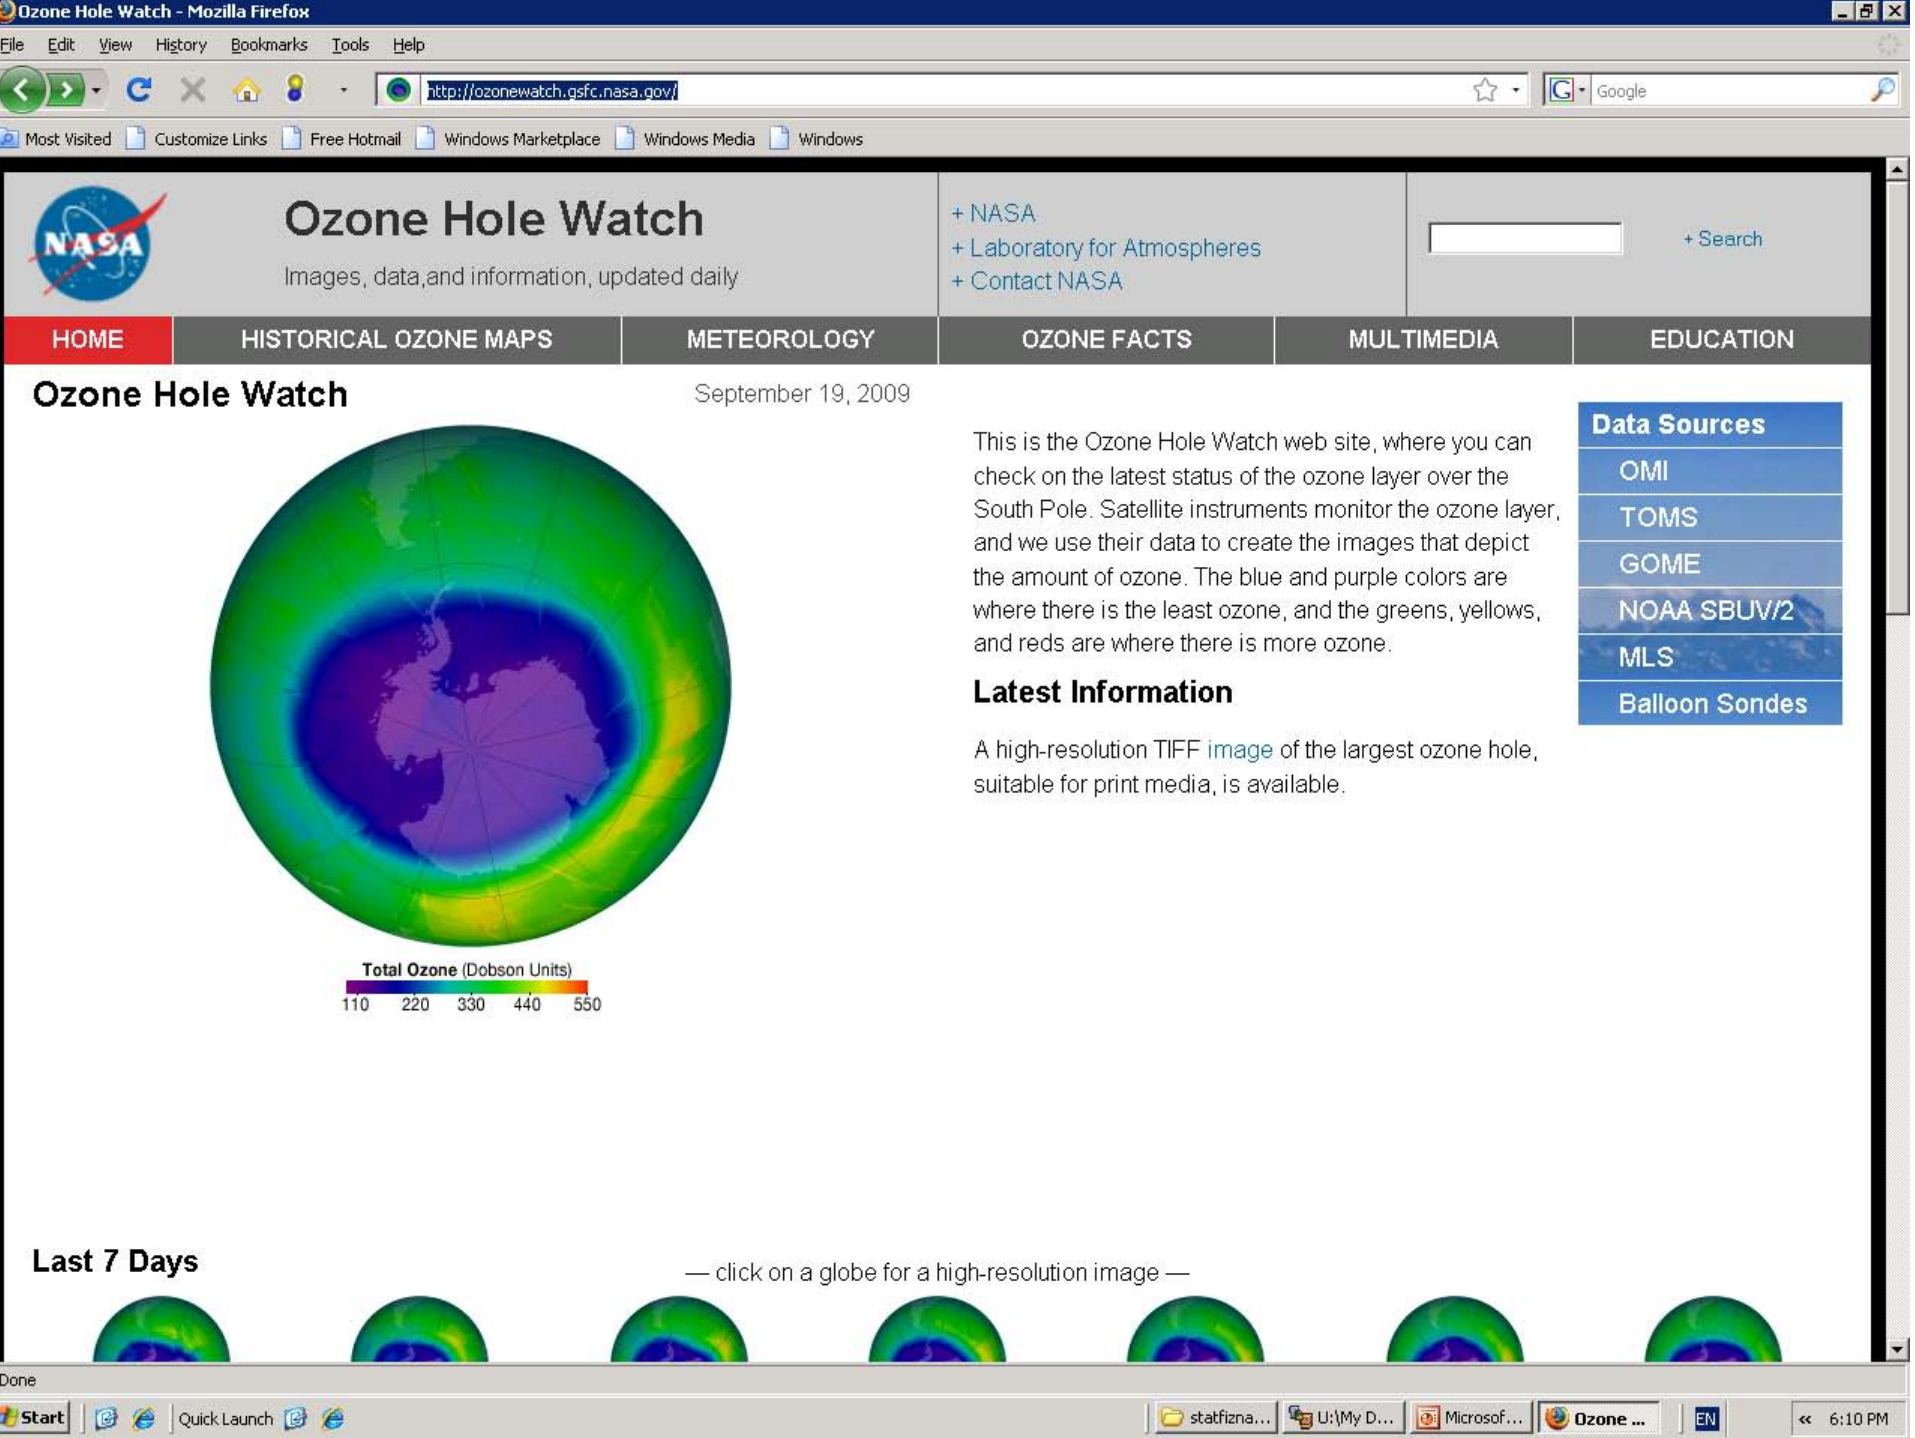 Ozone Hole Watch - Mozilla Firefox
File Edit View History Bookmarks Tools Help
http://ozonewatch.gsfc.nasa.gov/
G Google
Most Visited Customize Links Free Hotmail Windows Marketplace Windows Media Windows
NASA
Ozone Hole Watch
Images, data,and information, updated daily
+ NASA
+ Laboratory for Atmospheres
+ Contact NASA
+ Search
HOME HISTORICAL OZONE MAPS METEOROLOGY OZONE FACTS MULTIMEDIA EDUCATION
Ozone Hole Watch
September 19, 2009
Total Ozone (Dobson Units)
110 220 330 440 550
This is the Ozone Hole Watch web site, where you can
check on the latest status of the ozone layer over the
South Pole. Satellite instruments monitor the ozone layer,
and we use their data to create the images that depict
the amount of ozone. The blue and purple colors are
where there is the least ozone, and the greens, yellows,
and reds are where there is more ozone.
Latest Information
A high-resolution TIFF image of the largest ozone hole,
suitable for print media, is available.
Data Sources
OMI
TOMS
GOME
NOAA SBUV/2
MLS
Balloon Sondes
Last 7 Days
— click on a globe for a high-resolution image —
Done
Start Quick Launch statfizna... U:\My D... Microsof... Ozone ... EN « 6:10 PM